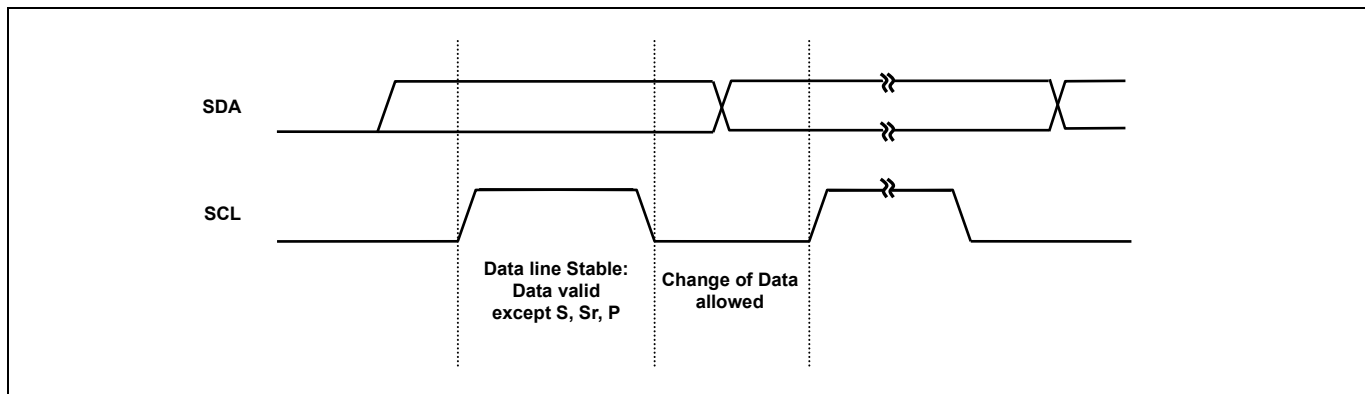 SDA
SCL
Data line Stable:
Data valid
except S, Sr, P
Change of Data
allowed